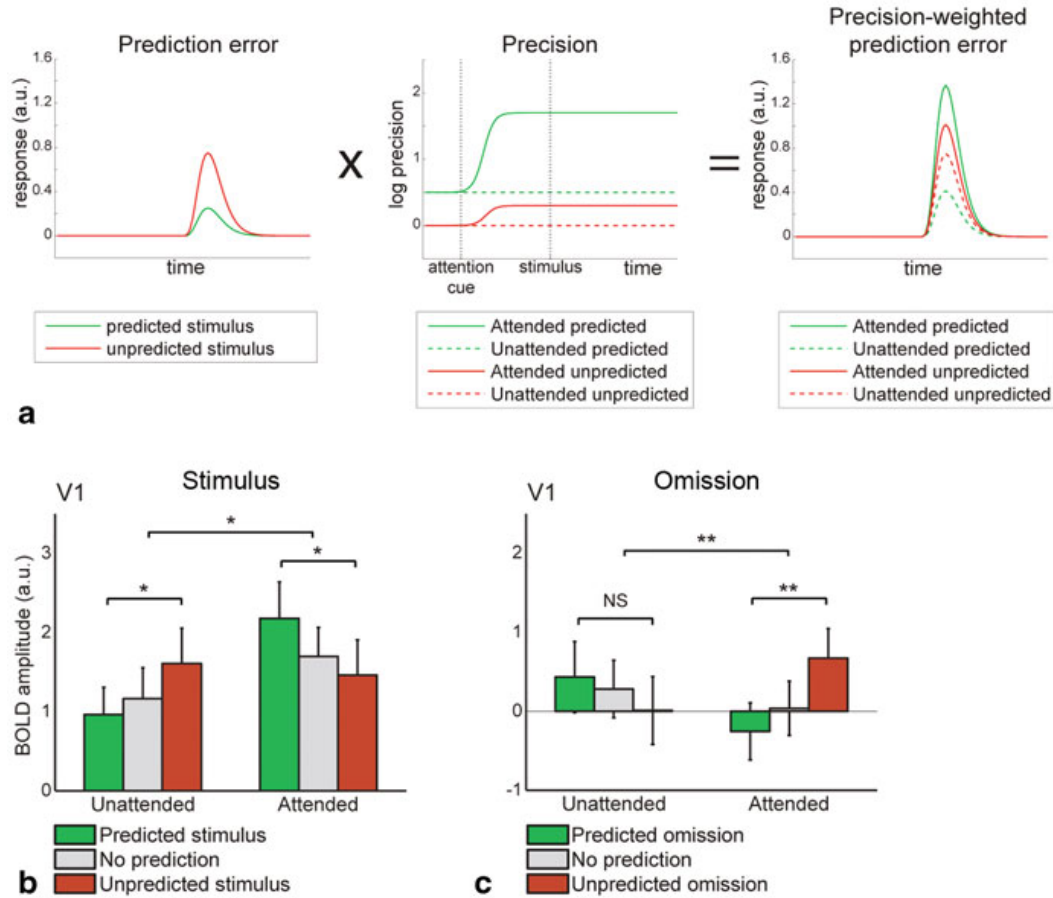 a
Prediction error
response (a.u.)
1.6
1.2
0.8
0.4
0
time
predicted stimulus
unpredicted stimulus
X
Precision
log precision
2
1
0
attention
cue
stimulus
time
Attended predicted
Unattended predicted
Attended unpredicted
Unattended unpredicted
=
Precision-weighted
prediction error
response (a.u.)
1.6
1.2
0.8
0.4
0
time
Attended predicted
Unattended predicted
Attended unpredicted
Unattended unpredicted
a
V1
Stimulus
BOLD amplitude (a.u.)
3
2
1
0
*
*
*
Unattended
Attended
Predicted stimulus
No prediction
Unpredicted stimulus
b
V1
Omission
2
1
0
-1
**
NS
**
Unattended
Attended
Predicted omission
No prediction
Unpredicted omission
c